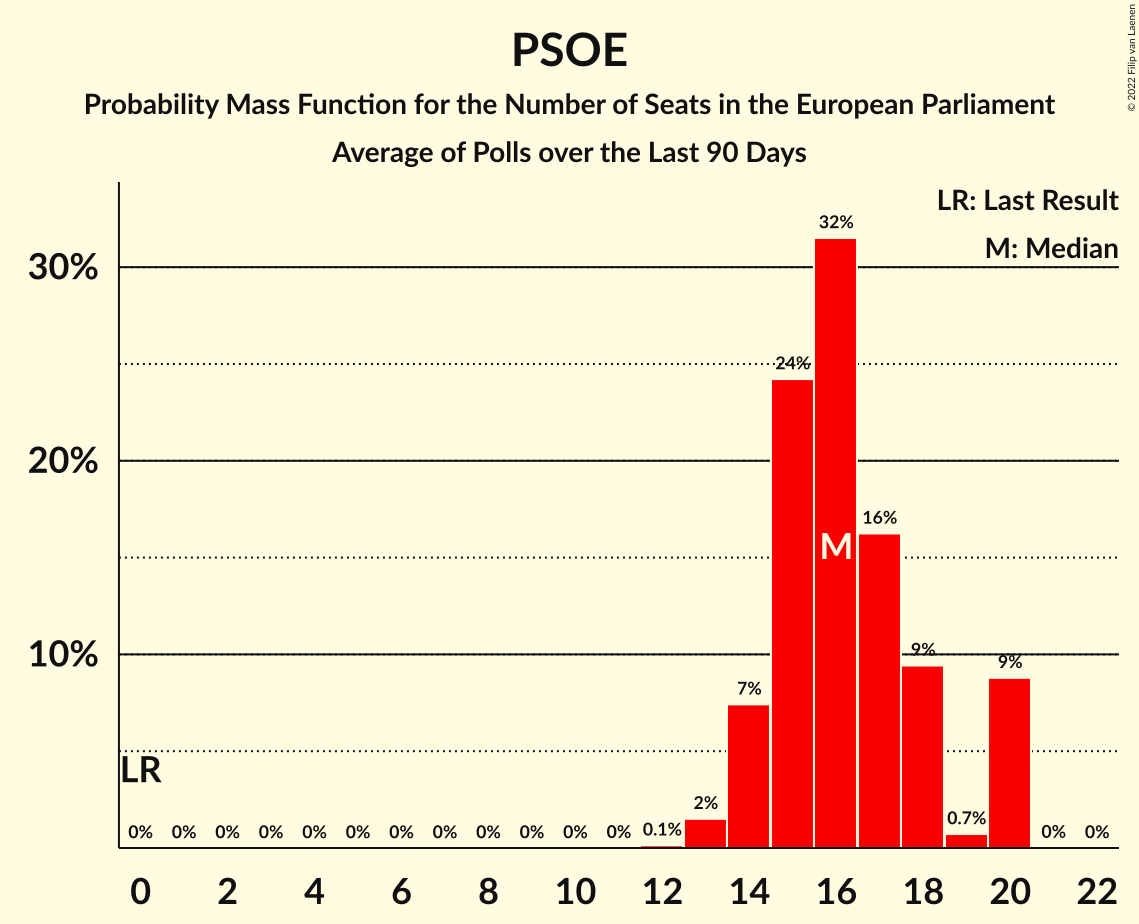 PSOE
Probability Mass Function for the Number of Seats in the European Parliament
Average of Polls over the Last 90 Days
© 2022 Filip van Laenen
LR: Last Result
M: Median
30%
20%
10%
32%
24%
16%
M
9%
9%
7%
LR
2%
0% 0% 0% 0% 0% 0% 0% 0% 0% 0% 0% 0% 0.1% 0.7% 0% 0%
0 2 4 6 8 10 12 14 16 18 20 22